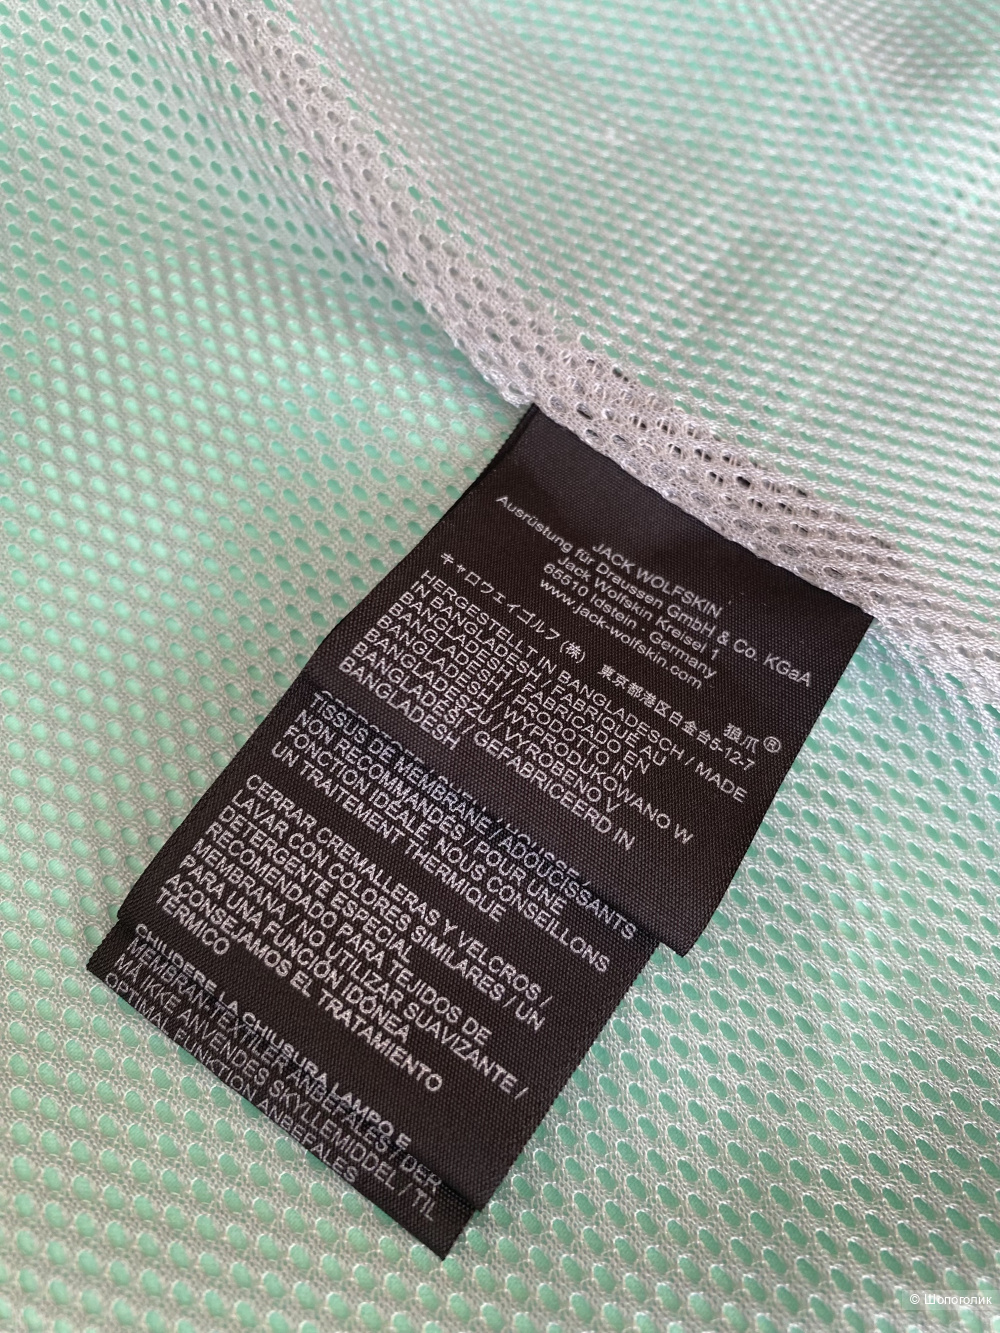 JACK WOLFSKIN
Ausrüstung für Draussen GmbH & Co. KGaA
Jack Wolfskin Kreisel 1
65510 Idstein · Germany
www.jack-wolfskin.com
狼爪®
キャロウェイゴルフ (株) 東京都港区白金台5-12-7
HERGESTELLT IN BANGLADESCH / MADE
IN BANGLADESH / FABRIQUE AU
BANGLADESH / FABRICADO EN
BANGLADESH / PRODOTTO IN
BANGLADESH / WYPRODUKOWANO W
BANGLADESZU / VYROBENO V
BANGLADÉŠI / GEFABRICEERD IN
BANGLADESH
TISSUS DE MEMBRANE / ADOUCISSANTS
NON RECOMMANDÉS / POUR UNE
FONCTION IDÉALE, NOUS CONSEILLONS
UN TRAITEMENT THERMIQUE
CERRAR CREMALLERAS Y VELCROS /
LAVAR CON COLORES SIMILARES / UN
DETERGENTE ESPECIAL
RECOMENDADO PARA TEJIDOS DE
MEMBRANA / NO UTILIZAR SUAVIZANTE /
PARA UNA FUNCIÓN IDÓNEA
ACONSEJAMOS EL TRATAMIENTO
TÉRMICO
CHIUDERE LA CHIUSURA LAMPO E
MEMBRANTEXTILER ANBEFALES / DER
MÅ IKKE ANVENDES SKYLLEMIDDEL / TIL
OPTIMAL FUNKTION ANBEFALES
© Шопоголик